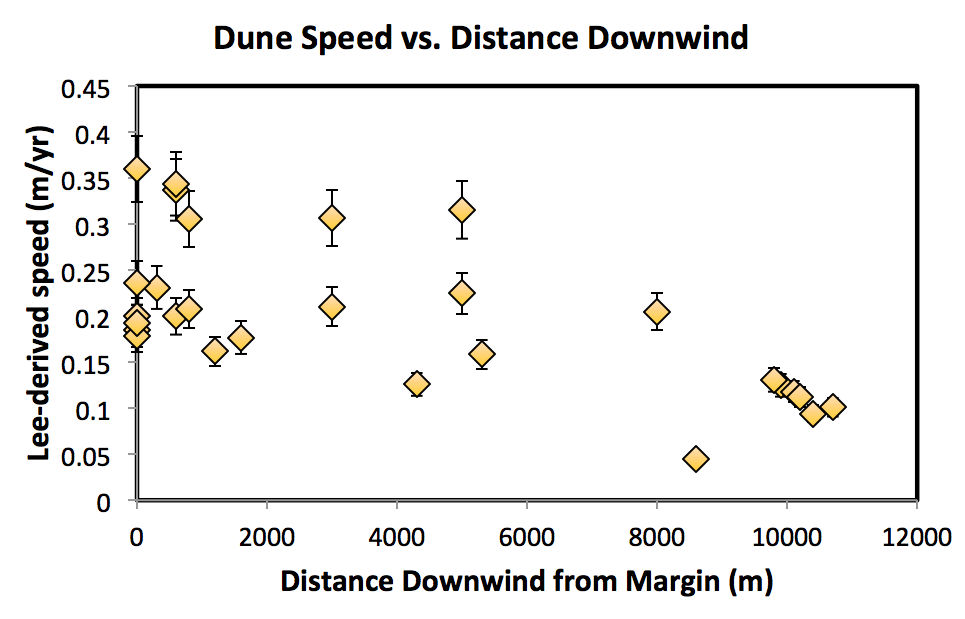 Dune Speed vs. Distance Downwind
Lee-derived speed (m/yr)
0.45
0.4
0.35
0.3
0.25
0.2
0.15
0.1
0.05
0
0 2000 4000 6000 8000 10000 12000
Distance Downwind from Margin (m)